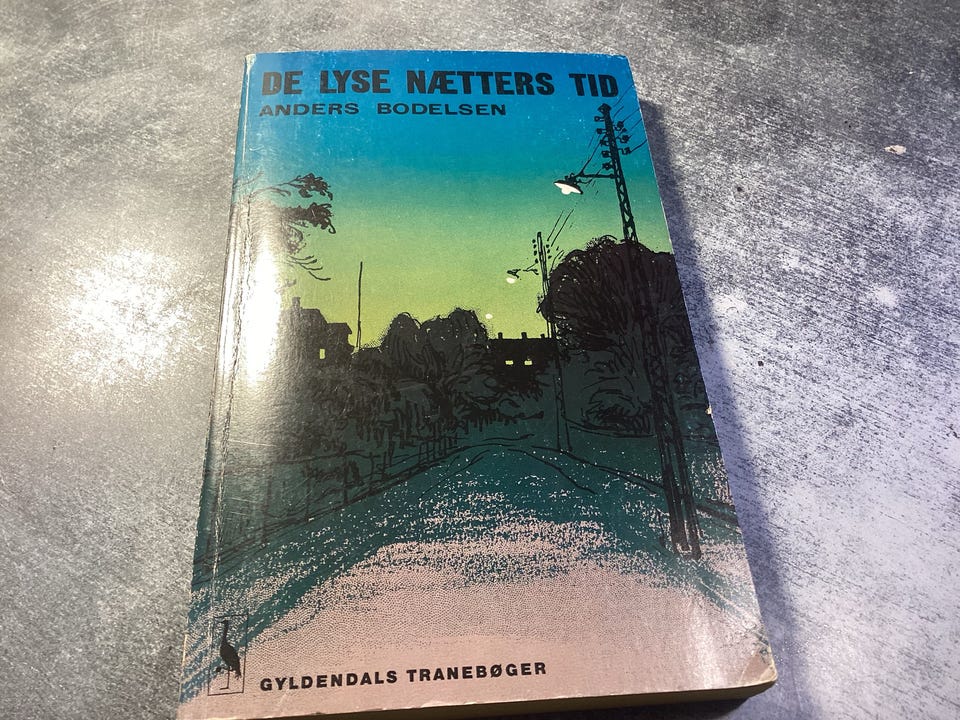 DE LYSE NÆTTERS TID
ANDERS BODELSEN
GYLDENDALS TRANEBØGER